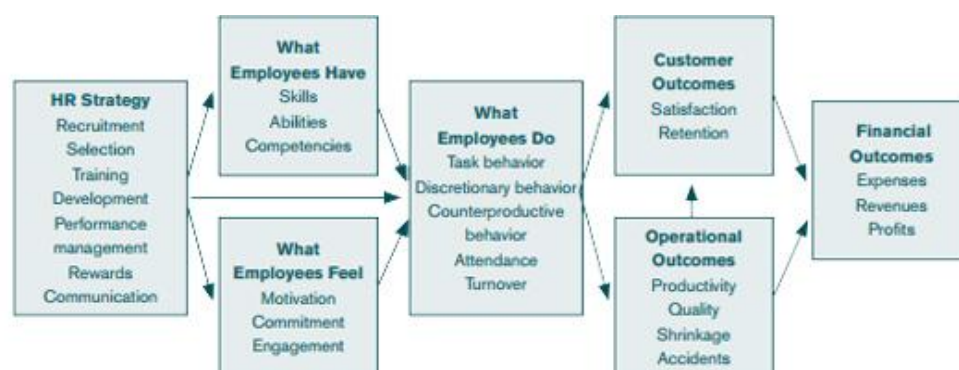 HR Strategy
Recruitment
Selection
Training
Development
Performance
management
Rewards
Communication
What
Employees Have
Skills
Abilities
Competencies
What
Employees Feel
Motivation
Commitment
Engagement
What
Employees Do
Task behavior
Discretionary behavior
Counterproductive
behavior
Attendance
Turnover
Customer
Outcomes
Satisfaction
Retention
Operational
Outcomes
Productivity
Quality
Shrinkage
Accidents
Financial
Outcomes
Expenses
Revenues
Profits